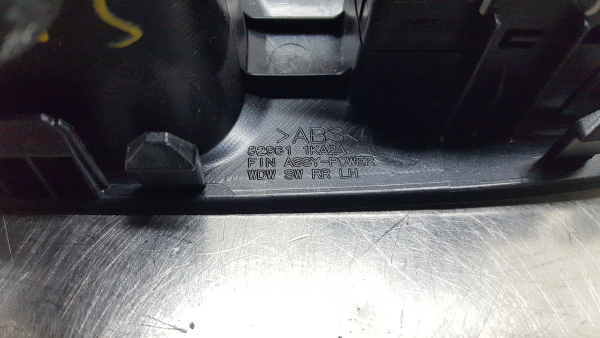 >ABS<
82961 1KA2A
FIN ASSY-POWER
WDW SW RR LH